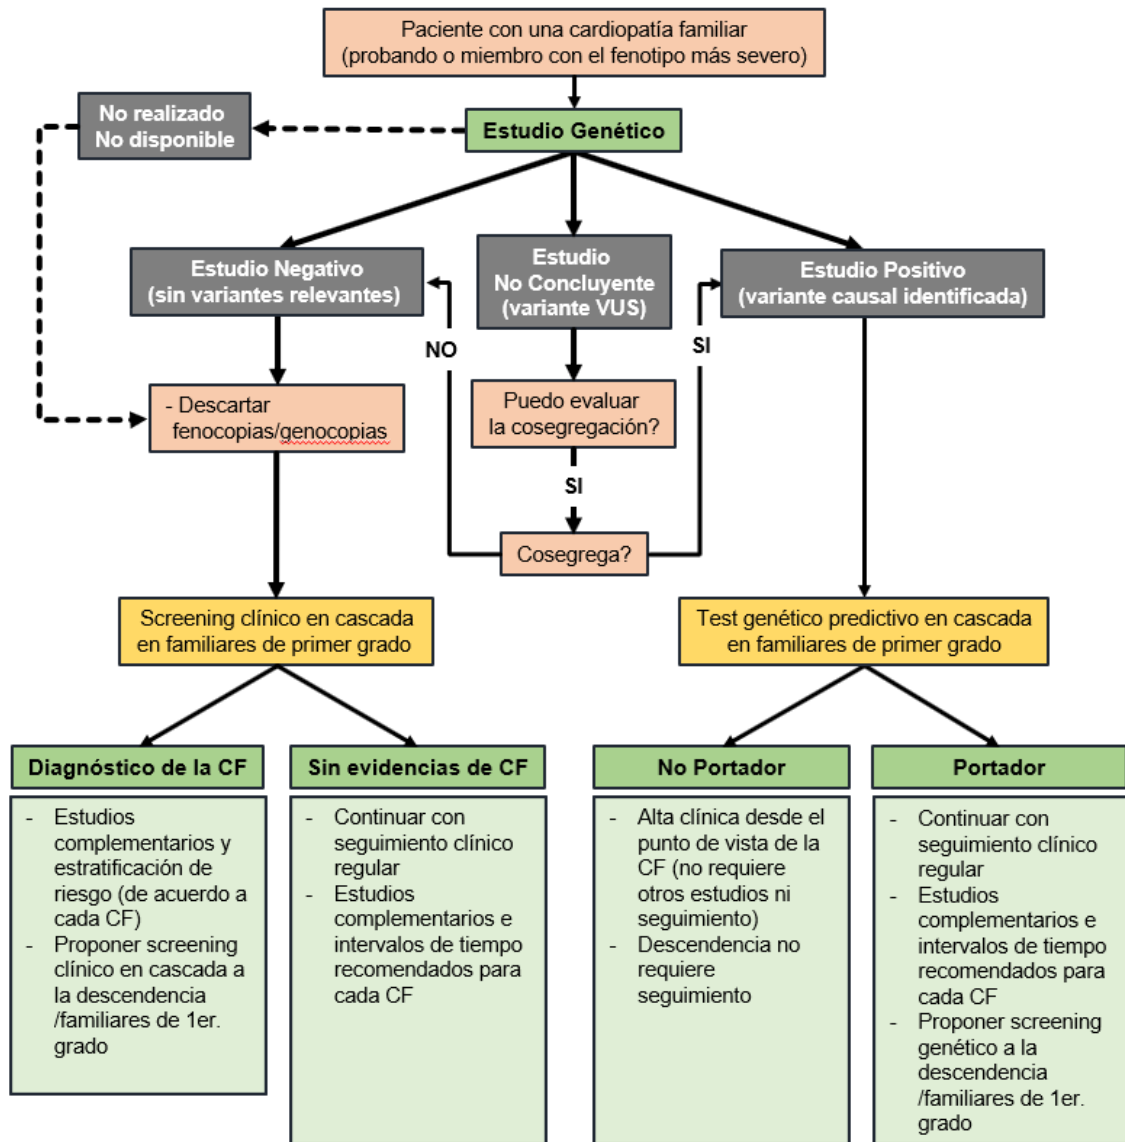 Paciente con una cardiopatía familiar
(probando o miembro con el fenotipo más severo)
No realizado
No disponible
Estudio Genético
Estudio Negativo
(sin variantes relevantes)
Estudio
No Concluyente
(variante VUS)
Estudio Positivo
(variante causal identificada)
NO
SI
- Descartar
fenocopias/genocopias
Puedo evaluar
la cosegregación?
SI
Cosegrega?
Screening clínico en cascada
en familiares de primer grado
Test genético predictivo en cascada
en familiares de primer grado
Diagnóstico de la CF
- Estudios
complementarios y
estratificación de
riesgo (de acuerdo a
cada CF)
- Proponer screening
clínico en cascada a
la descendencia
/familiares de 1er.
grado
Sin evidencias de CF
- Continuar con
seguimiento clínico
regular
- Estudios
complementarios e
intervalos de tiempo
recomendados para
cada CF
No Portador
- Alta clínica desde el
punto de vista de la
CF (no requiere
otros estudios ni
seguimiento)
- Descendencia no
requiere
seguimiento
Portador
- Continuar con
seguimiento clínico
regular
- Estudios
complementarios e
intervalos de tiempo
recomendados para
cada CF
- Proponer screening
genético a la
descendencia
/familiares de 1er.
grado